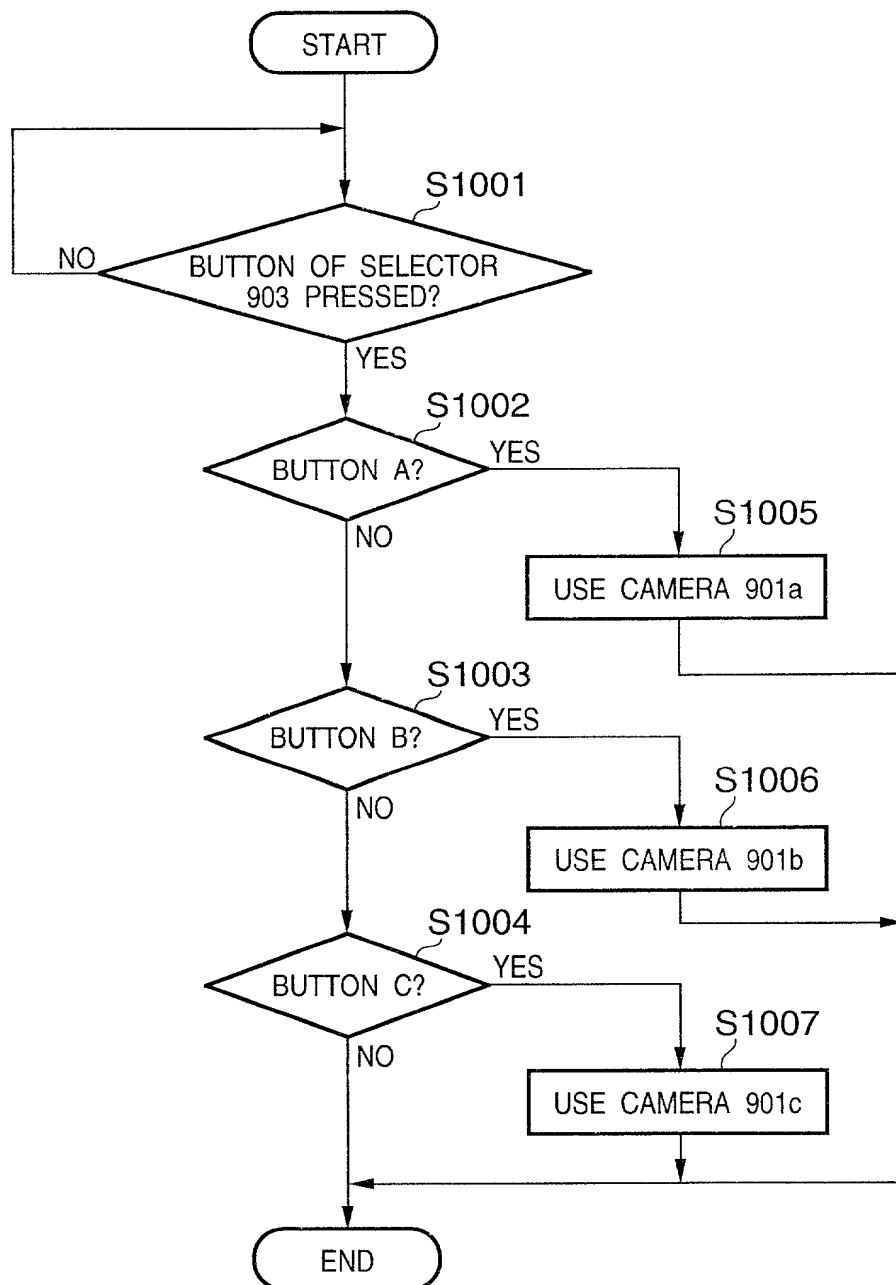 START
S1001
NO
BUTTON OF SELECTOR
903 PRESSED?
YES
S1002
BUTTON A?
YES
NO
S1005
USE CAMERA 901a
S1003
BUTTON B?
YES
NO
S1006
USE CAMERA 901b
S1004
BUTTON C?
YES
NO
S1007
USE CAMERA 901c
END